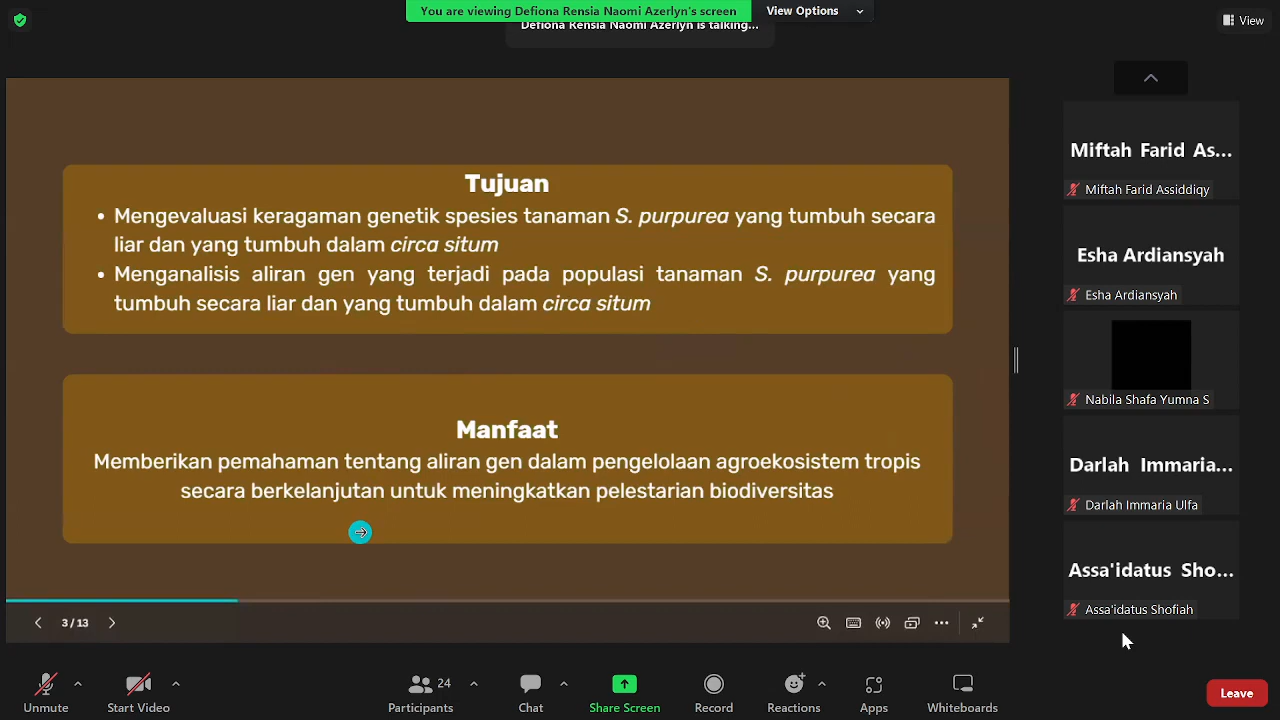 You are viewing Defiona Rensia Naomi Azerlyn's screen
View Options
Defiona Rensia Naomi Azerlyn is talking...
View
Tujuan
• Mengevaluasi keragaman genetik spesies tanaman S. purpurea yang tumbuh secara
liar dan yang tumbuh dalam circa situm
• Menganalisis aliran gen yang terjadi pada populasi tanaman S. purpurea yang
tumbuh secara liar dan yang tumbuh dalam circa situm
Manfaat
Memberikan pemahaman tentang aliran gen dalam pengelolaan agroekosistem tropis
secara berkelanjutan untuk meningkatkan pelestarian biodiversitas
3 / 13
Miftah Farid As...
Miftah Farid Assiddiqy
Esha Ardiansyah
Esha Ardiansyah
Nabila Shafa Yumna S
Darlah Immaria...
Darlah Immaria Ulfa
Assa'idatus Sho...
Assa'idatus Shofiah
Unmute
Start Video
24
Participants
Chat
Share Screen
Record
Reactions
Apps
Whiteboards
Leave